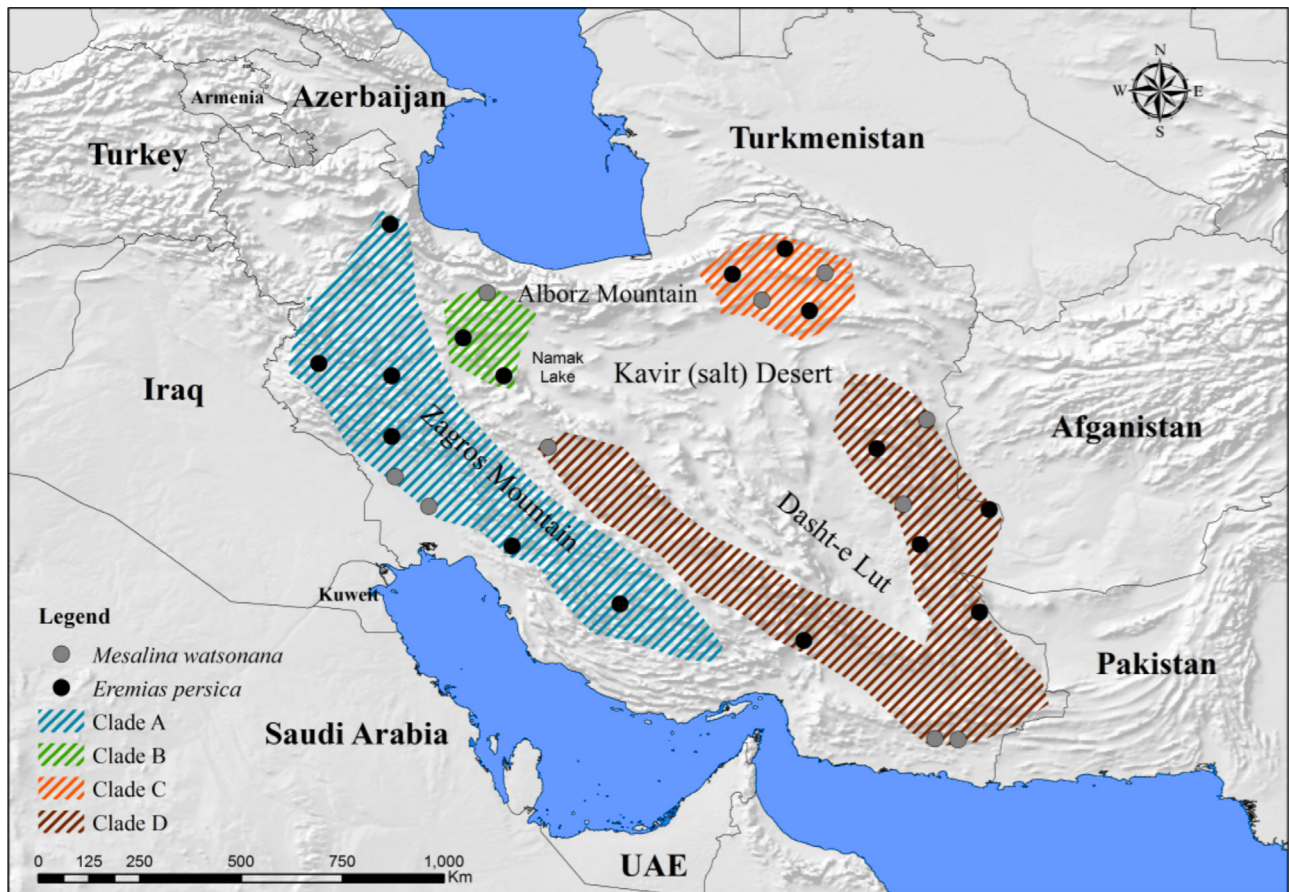 N
W
E
S
Armenia
Azerbaijan
Turkey
Turkmenistan
Alborz Mountain
Namak
Lake
Kavir (salt) Desert
Iraq
Afganistan
Zagros Mountain
Dasht-e Lut
Kuweit
Pakistan
Saudi Arabia
UAE
Legend
Mesalina watsonana
Eremias persica
Clade A
Clade B
Clade C
Clade D
0 125 250 500 750 1,000
Km